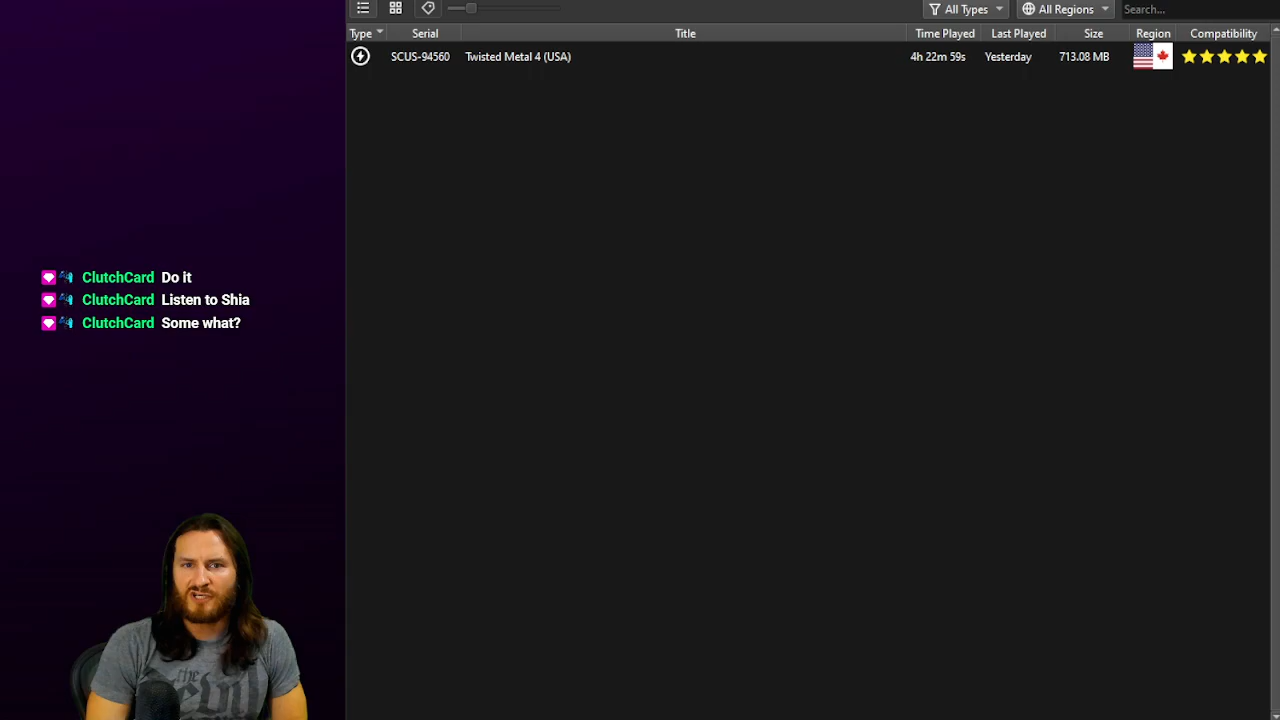 All Types
All Regions
Search...
Type Serial Title Time Played Last Played Size Region Compatibility
SCUS-94560 Twisted Metal 4 (USA) 4h 22m 59s Yesterday 713.08 MB
ClutchCard Do it
ClutchCard Listen to Shia
ClutchCard Some what?
the